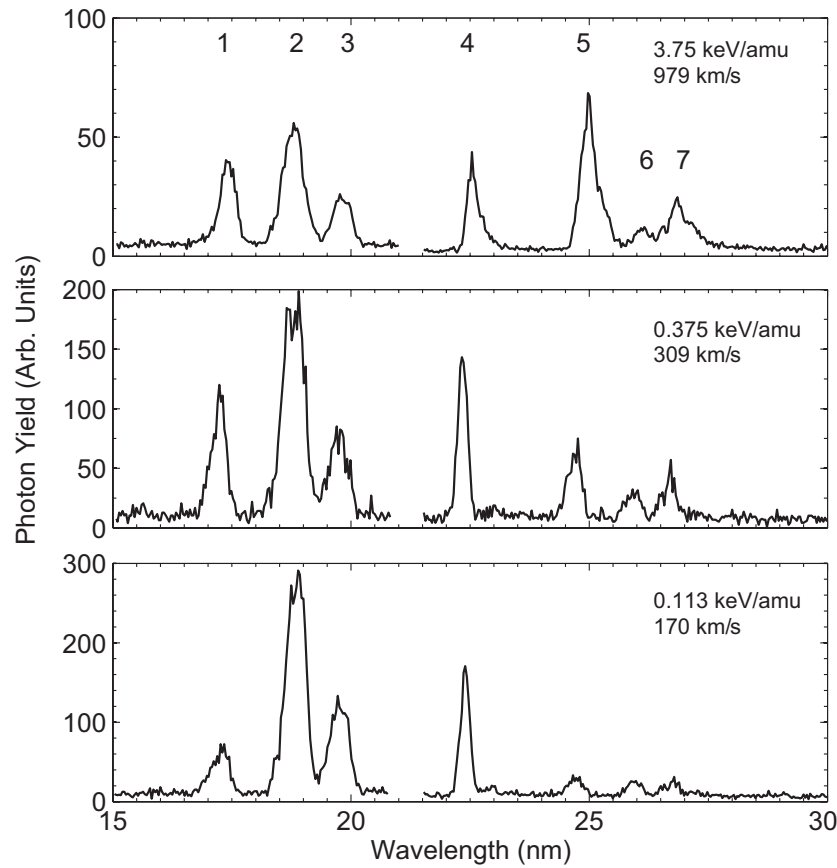 100
1 2 3 4 5
3.75 keV/amu
979 km/s
50
6 7
0
200
0.375 keV/amu
309 km/s
150
100
50
0
Photon Yield (Arb. Units)
300
0.113 keV/amu
170 km/s
200
100
0
15 20 25 30
Wavelength (nm)